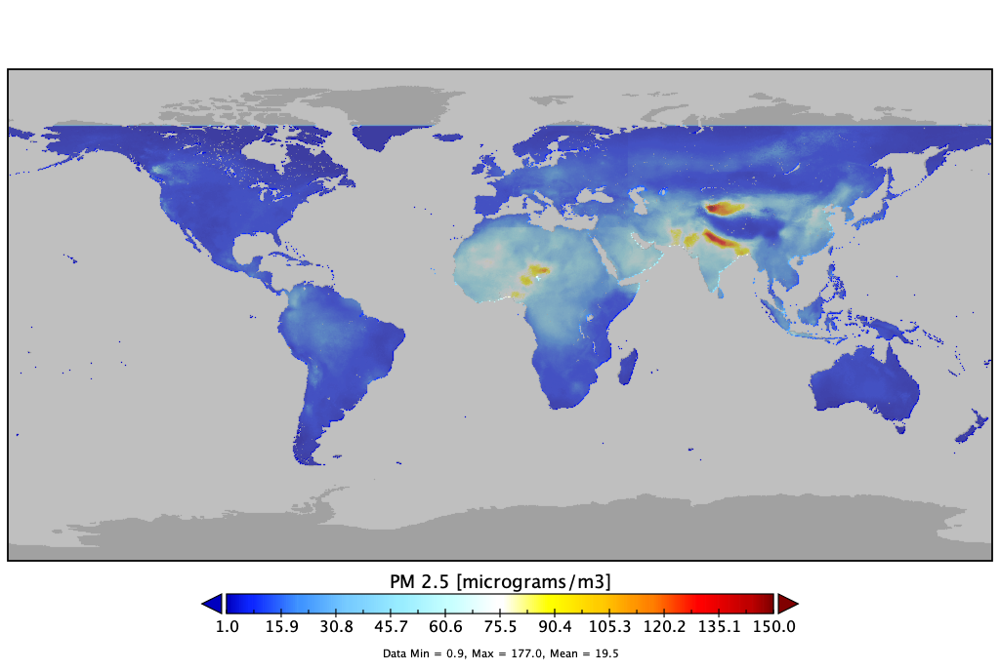 PM 2.5 [micrograms/m3]
1.0 15.9 30.8 45.7 60.6 75.5 90.4 105.3 120.2 135.1 150.0
Data Min = 0.9, Max = 177.0, Mean = 19.5